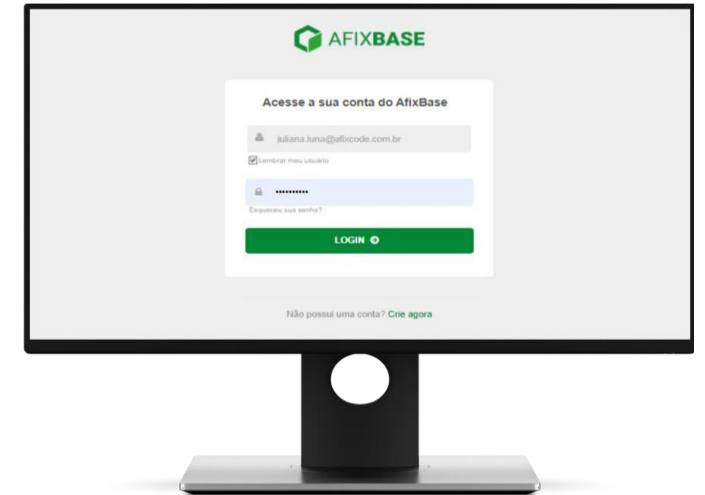 AFIXBASE
Acesse a sua conta do AfixBase
juliana.luna@afixcode.com.br
Lembrar meu usuário
••••••••••
Esqueceu sua senha?
LOGIN
Não possui uma conta? Crie agora